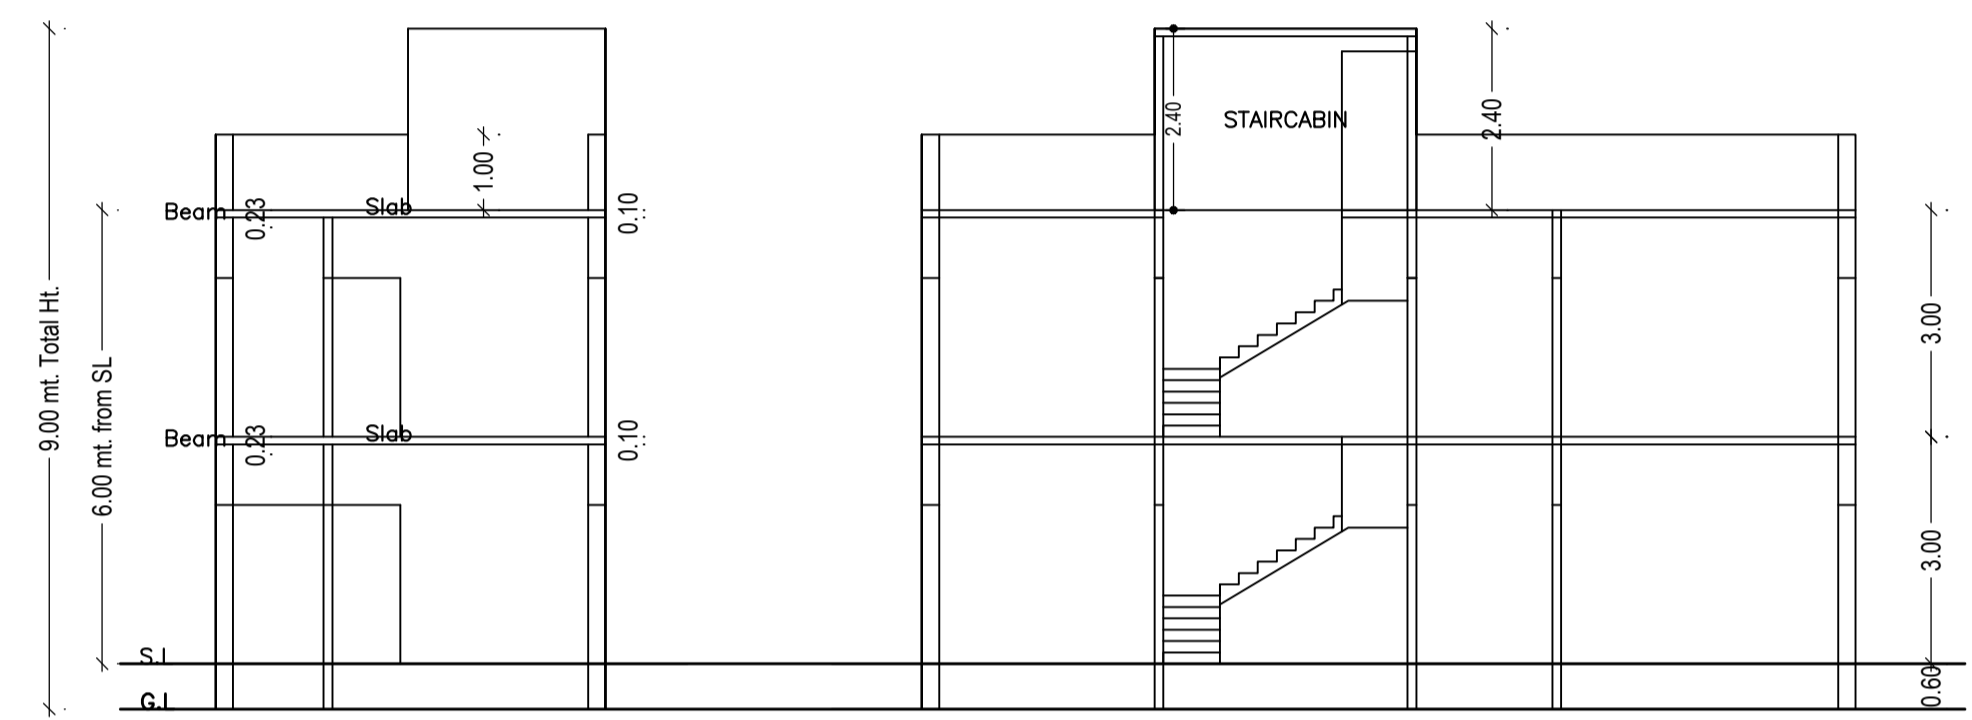 9.00 mt. Total Ht.
6.00 mt. from SL
1.00
Beam
0.23
Slab
0.10
Beam
0.23
Slab
0.10
S.L
G.L
2.40
STAIRCABIN
2.40
3.00
3.00
0.60